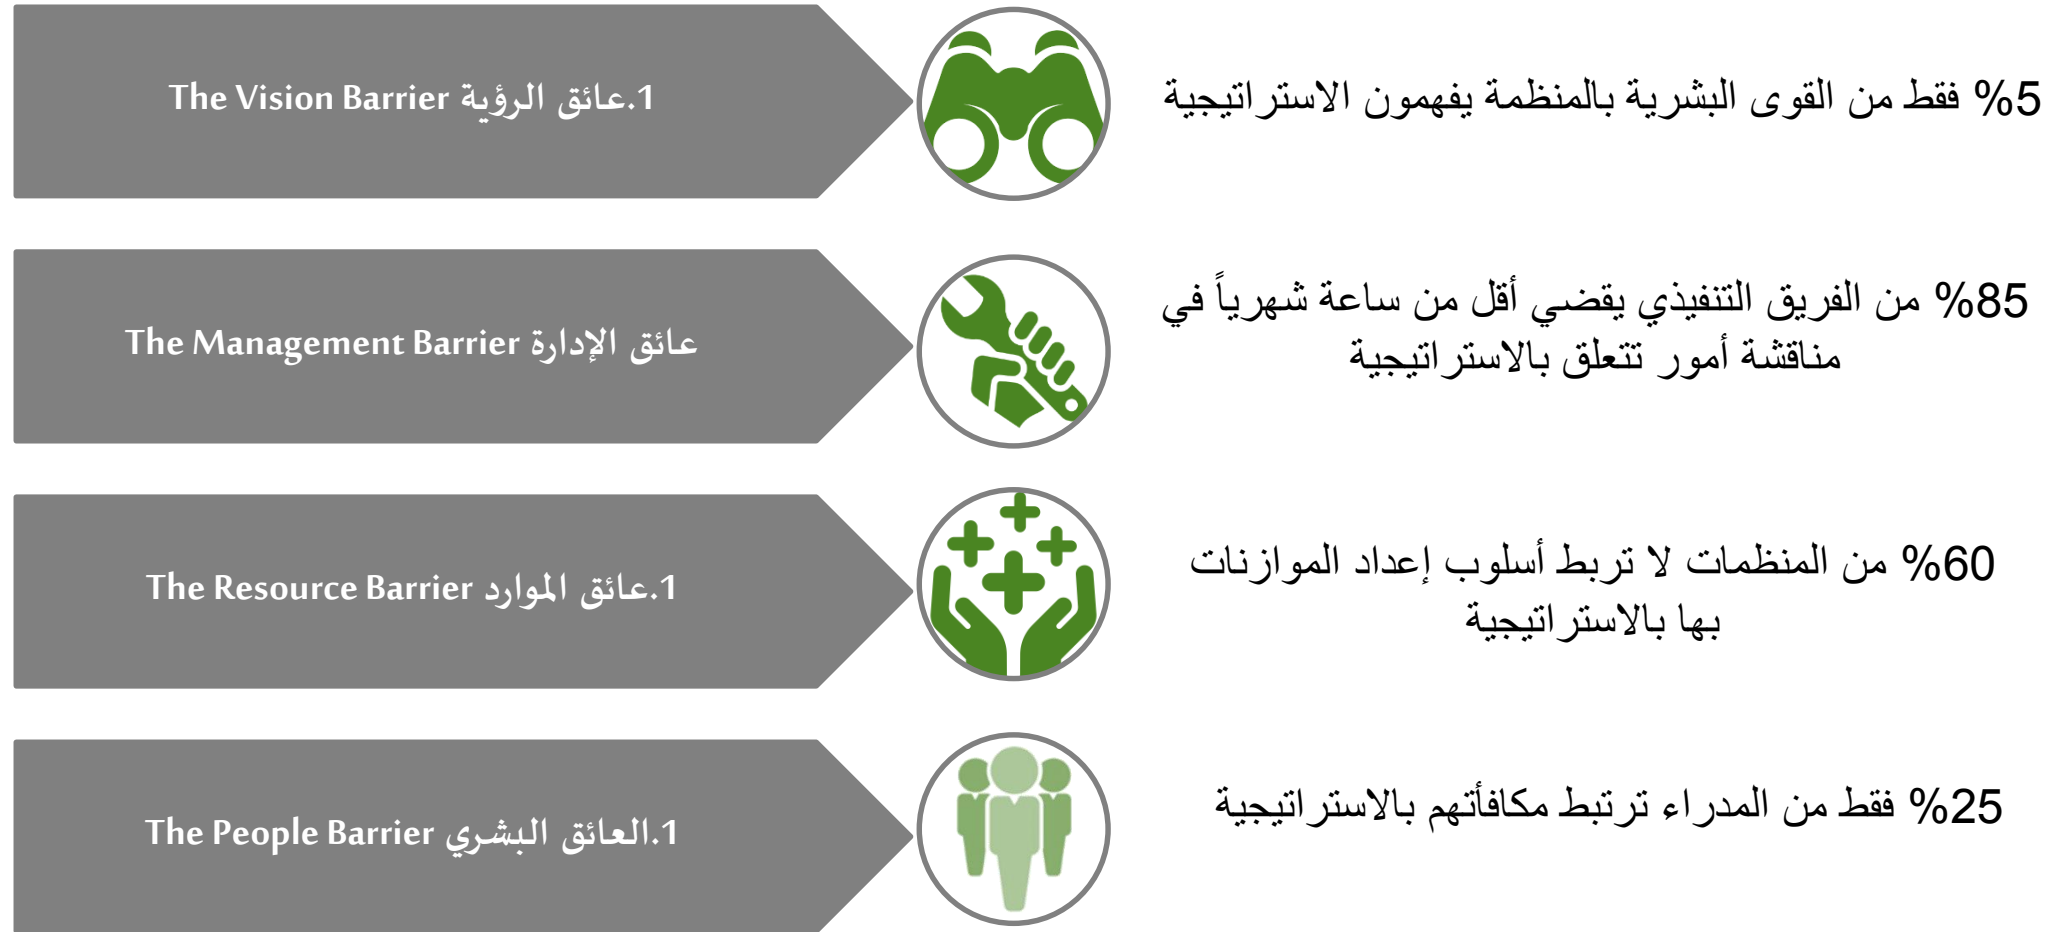 1.عائق الرؤية The Vision Barrier
%5 فقط من القوى البشرية بالمنظمة يفهمون الاستراتيجية
عائق الإدارة The Management Barrier
%85 من الفريق التنفيذي يقضي أقل من ساعة شهرياً في
مناقشة أمور تتعلق بالاستراتيجية
1.عائق الموارد The Resource Barrier
%60 من المنظمات لا تربط أسلوب إعداد الموازنات
بها بالاستراتيجية
1.العائق البشري The People Barrier
%25 فقط من المدراء ترتبط مكافأتهم بالاستراتيجية